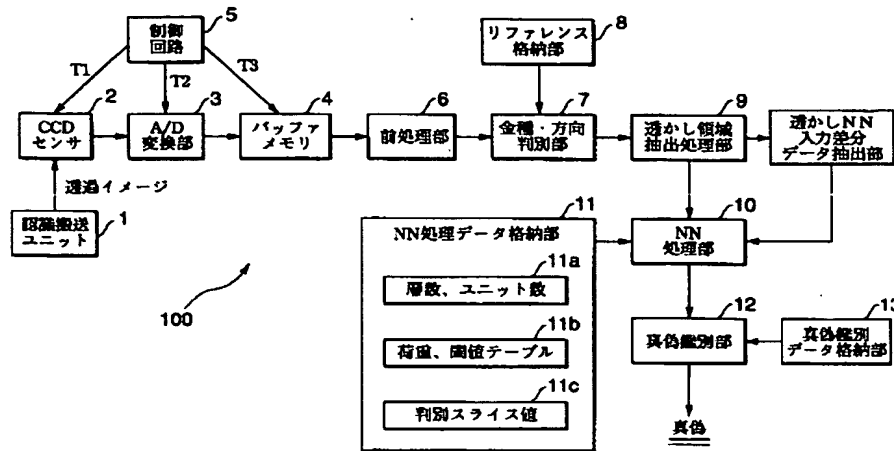 5
制御
回路
T1
T2
T3
2
CCD
センサ
3
A/D
変換部
4
バッファ
メモリ
6
前処理部
8
リファレンス
格納部
7
金種・方向
判別部
9
透かし領域
抽出処理部
透かしNN
入力差分
データ抽出部
透過イメージ
1
搬送
ユニット
100
11
NN処理データ格納部
11a
層数、ユニット数
11b
荷重、閾値テーブル
11c
判別スライス値
10
NN
処理部
12
真偽鑑別部
13
真偽鑑別
データ格納部
真偽